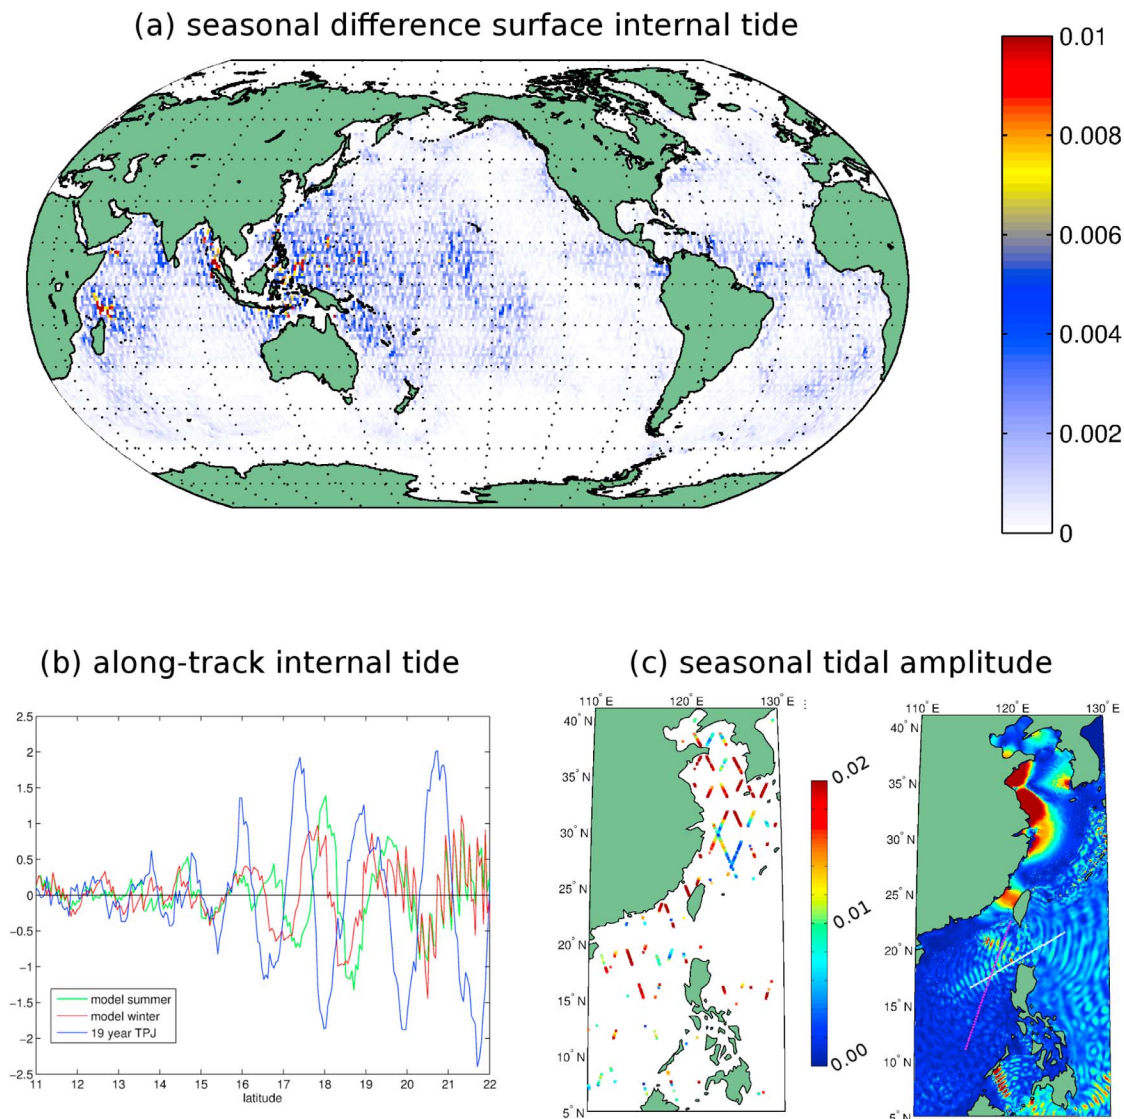 (a) seasonal difference surface internal tide
0.01
0.008
0.006
0.004
0.002
0
(b) along-track internal tide
2.5
2
1.5
1
0.5
0
−0.5
−1
−1.5
−2
−2.5
11 12 13 14 15 16 17 18 19 20 21 22
latitude
model summer
model winter
19 year TPJ
(c) seasonal tidal amplitude
110° E 120° E 130° E
40° N
35° N
30° N
25° N
20° N
15° N
10° N
5° N
0.02
0.01
0.00
110° E 120° E 130° E
40° N
35° N
30° N
25° N
20° N
15° N
10° N
5° N